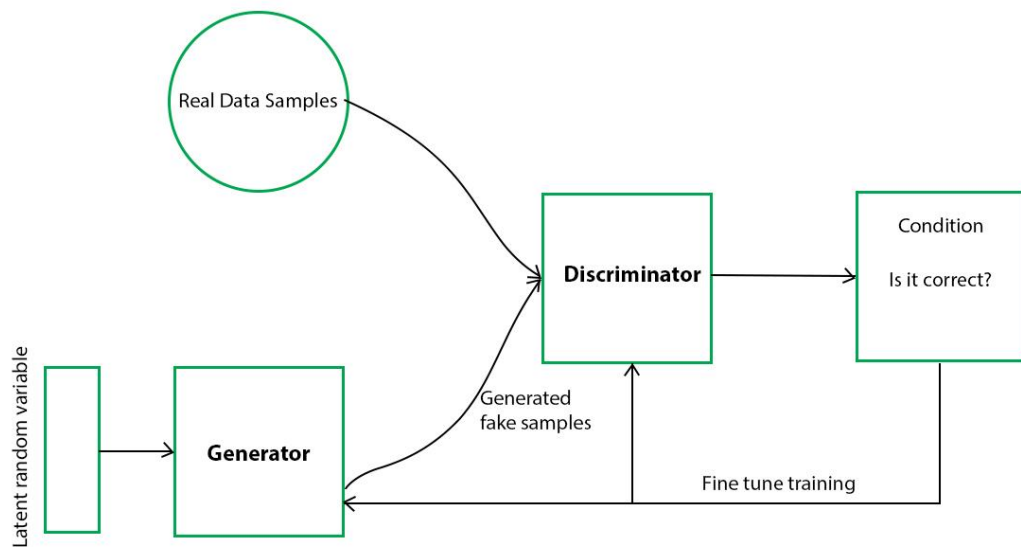 Real Data Samples
Condition
Discriminator
Is it correct?
Latent random variable
Generated
fake samples
Generator
Fine tune training